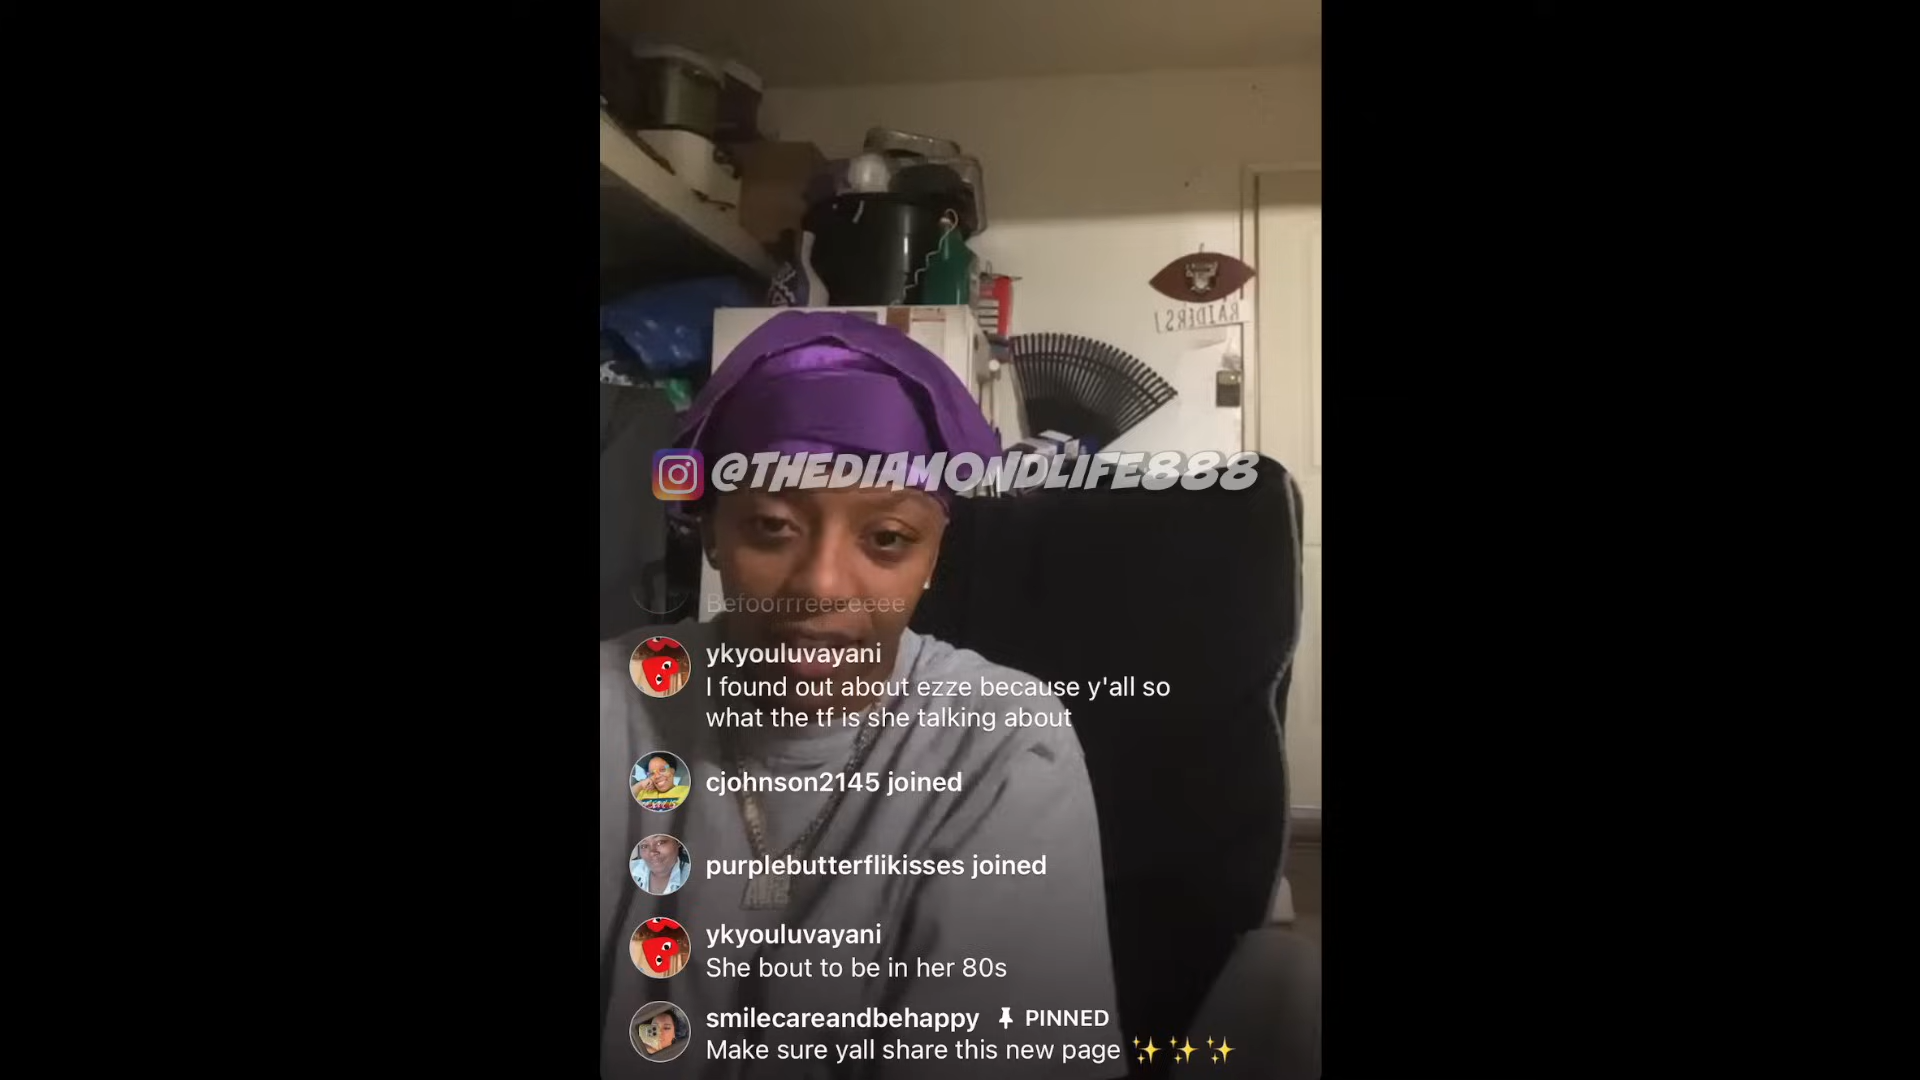 RAIDERS
@THEDIAMONDLIFE888
Befoorrreeeeeee
ykyouluvayani
I found out about ezze because y'all so
what the tf is she talking about
cjohnson2145 joined
purplebutterflikisses joined
ykyouluvayani
She bout to be in her 80s
smilecareandbehappy PINNED
Make sure yall share this new page ✨✨✨